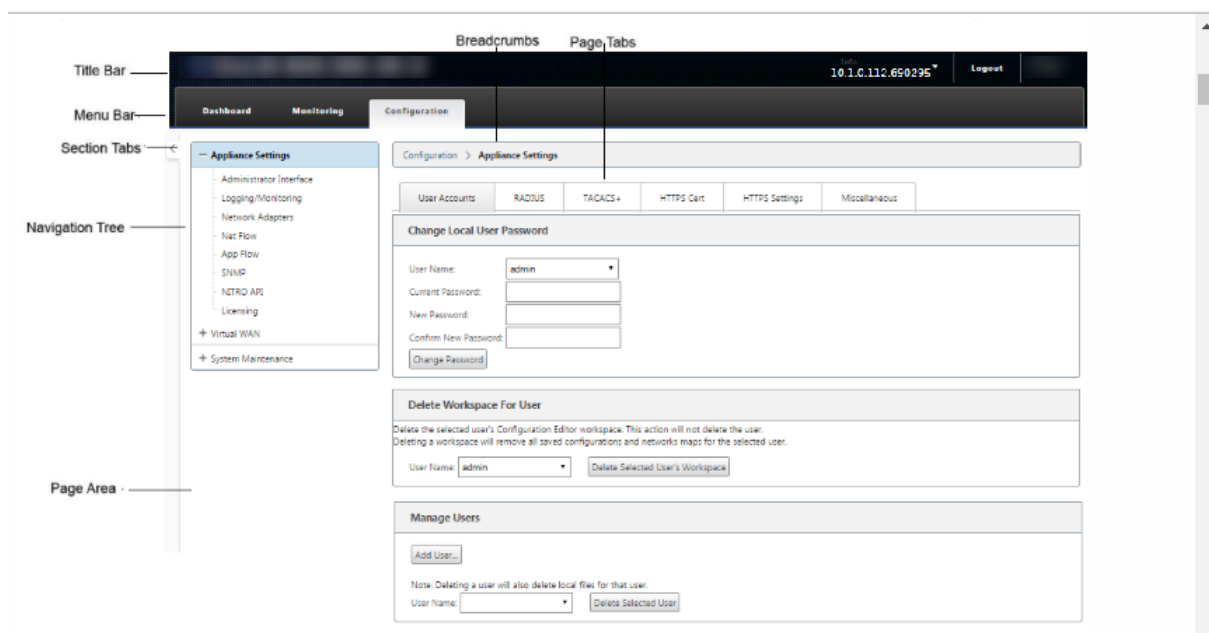 Breadcrumbs Page Tabs
Title Bar
10.1.0.112.690295 Logout
Menu Bar
Dashboard Monitoring Configuration
Section Tabs
Appliance Settings
Configuration > Appliance Settings
Administrator Interface
Logging/Monitoring
Network Adapters
Net Flow
App Flow
SNMP
NITRO API
Licensing
+ Virtual WAN
+ System Maintenance
Navigation Tree
Page Area
User Accounts RADIUS TACACS+ HTTPS Cert HTTPS Settings Miscellaneous
Change Local User Password
User Name: admin
Current Password:
New Password:
Confirm New Password:
Change Password
Delete Workspace For User
Delete the selected user's Configuration Editor workspace. This action will not delete the user.
Deleting a workspace will remove all saved configurations and networks maps for the selected user.
User Name: admin Delete Selected User's Workspace
Manage Users
Add User...
Note: Deleting a user will also delete local files for that user.
User Name: Delete Selected User